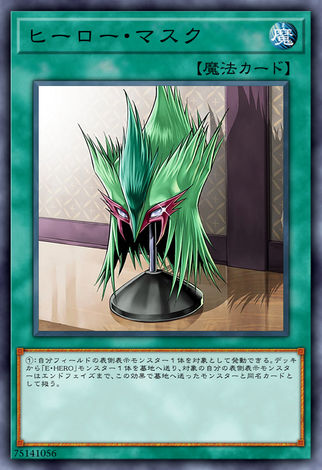 ヒーロー・マスク
魔
【魔法カード】
①：自分フィールドの表側表示モンスター１体を対象として発動できる。デッキ
から「E・HERO」モンスター１体を墓地へ送り、対象の自分の表側表示モンスタ
ーはエンドフェイズまで、この効果で墓地へ送ったモンスターと同名カードと
して扱う。
75141056